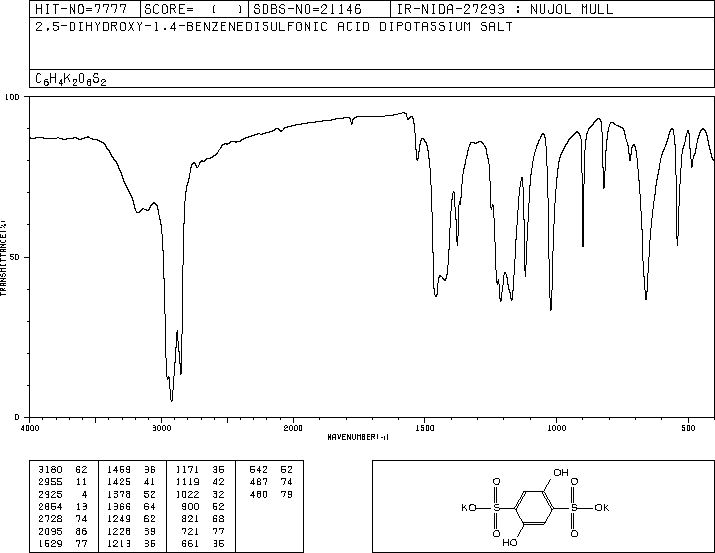 HIT-NO=7777 SCORE= ( ) SDBS-NO=21146 IR-NIDA-27293 : NUJOL MULL
2,5-DIHYDROXY-1,4-BENZENEDISULFONIC ACID DIPOTASSIUM SALT
C6H4K2O8S2
100
50
0
TRANSMITTANCE(%)
4000 3000 2000 1500 1000 500
WAVENUMBER(-1)
3180 62 1459 36 1171 35 542 52
2955 11 1425 41 1119 42 487 74
2925 4 1378 52 1022 32 480 79
2854 13 1366 64 900 52
2728 74 1249 62 821 68
2095 86 1228 39 721 77
1529 77 1213 35 661 35
OH
O O
KO S S OK
O O
HO